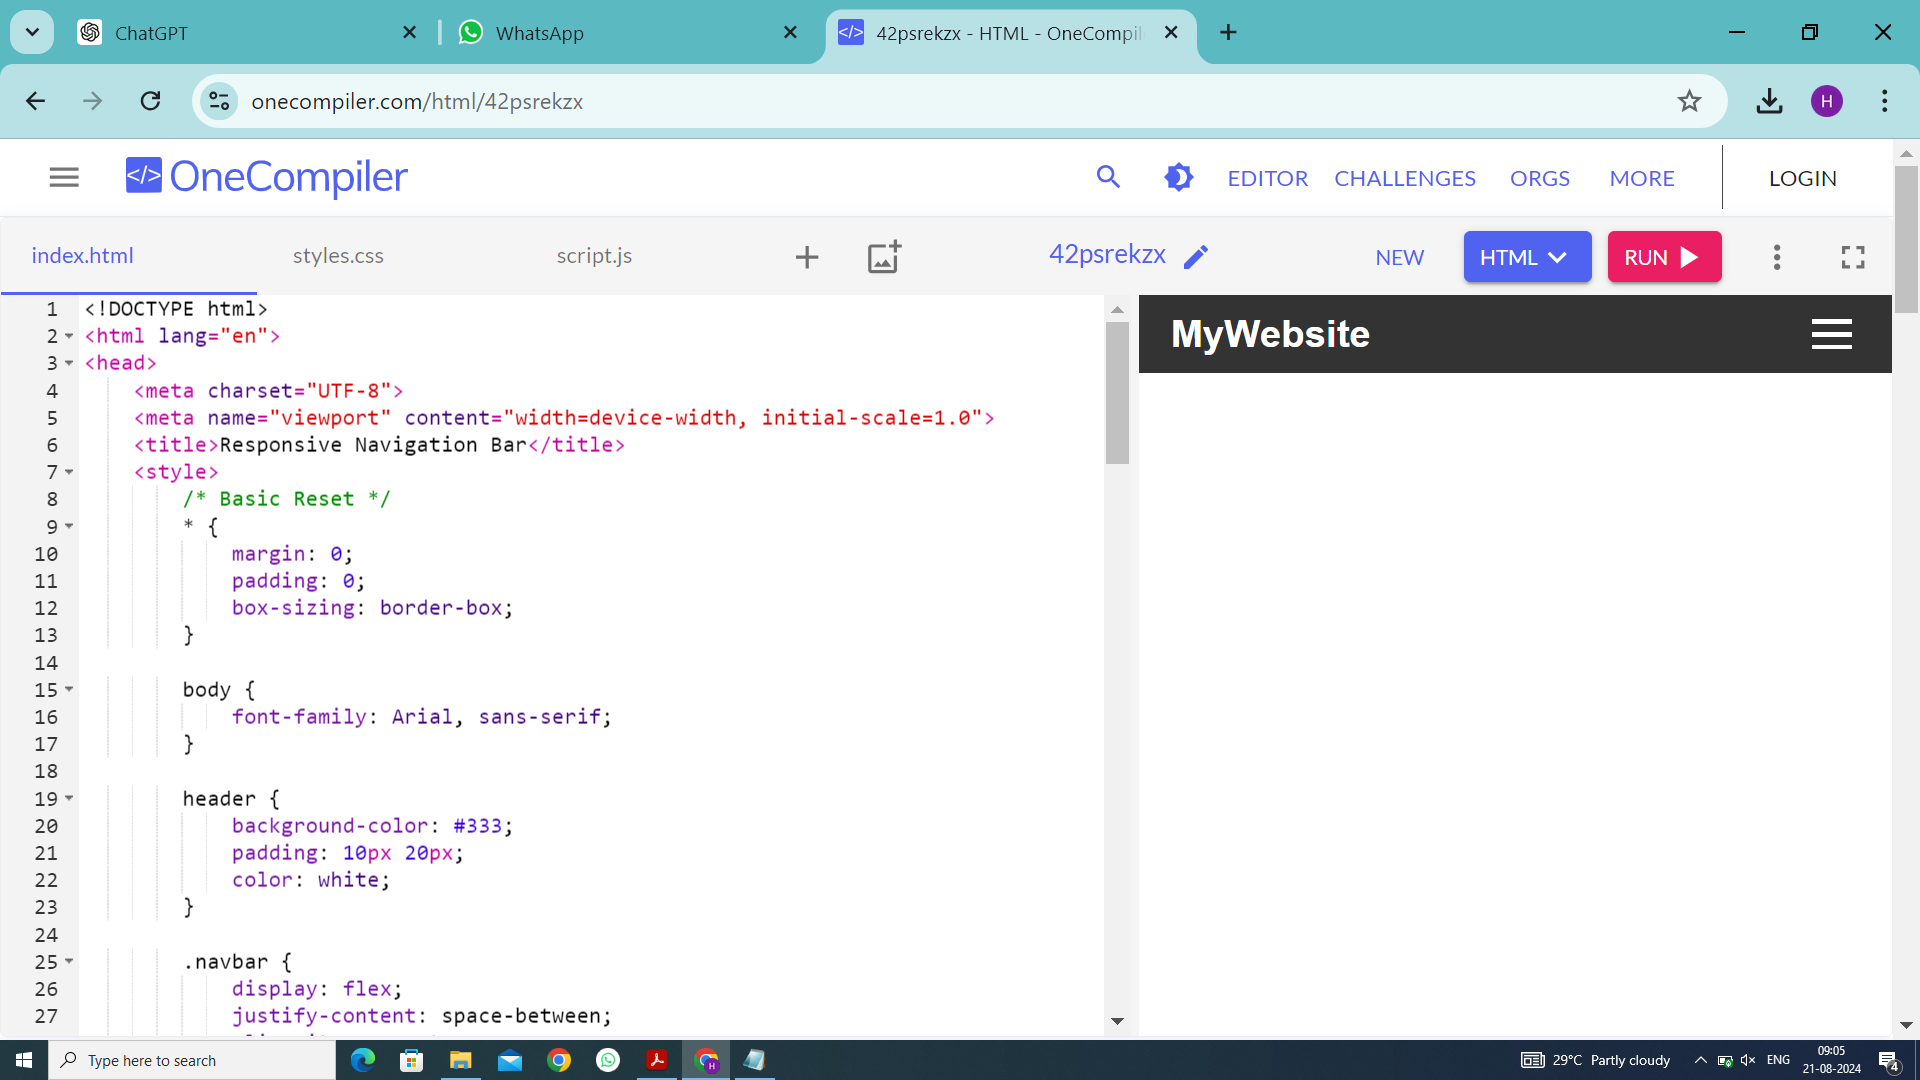 ChatGPT
WhatsApp
42psrekzx - HTML - OneCompil
onecompiler.com/html/42psrekzx
H
</> OneCompiler
EDITOR
CHALLENGES
ORGS
MORE
LOGIN
index.html
styles.css
script.js
42psrekzx
NEW
HTML
RUN
1 <!DOCTYPE html>
2 <html lang="en">
3 <head>
4 <meta charset="UTF-8">
5 <meta name="viewport" content="width=device-width, initial-scale=1.0">
6 <title>Responsive Navigation Bar</title>
7 <style>
8 /* Basic Reset */
9 * {
10 margin: 0;
11 padding: 0;
12 box-sizing: border-box;
13 }
14
15 body {
16 font-family: Arial, sans-serif;
17 }
18
19 header {
20 background-color: #333;
21 padding: 10px 20px;
22 color: white;
23 }
24
25 .navbar {
26 display: flex;
27 justify-content: space-between;
MyWebsite
Type here to search
29°C Partly cloudy
ENG
09:05
21-08-2024
4